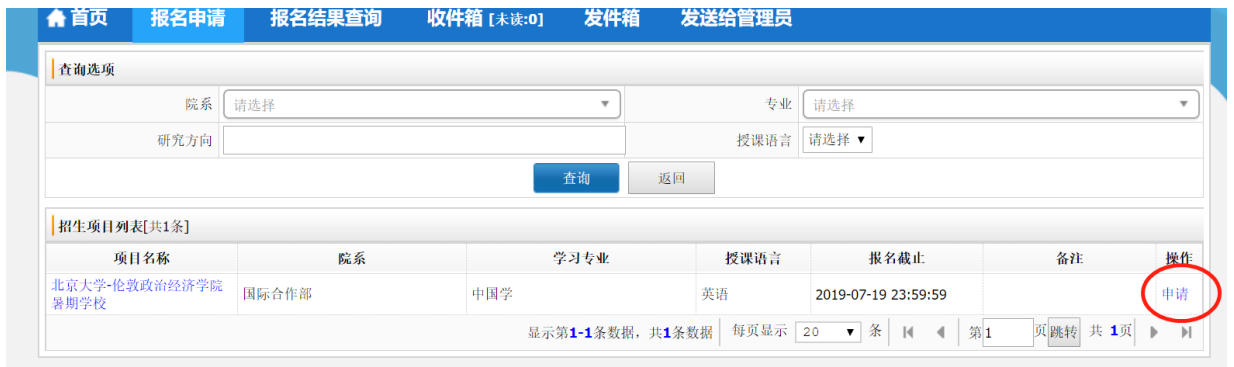 首页 报名申请 报名结果查询 收件箱 [未读:0] 发件箱 发送给管理员
查询选项
院系 请选择 专业 请选择
研究方向 授课语言 请选择
查询 返回
招生项目列表[共1条]
项目名称 院系 学习专业 授课语言 报名截止 备注 操作
北京大学-伦敦政治经济学院
暑期学校 国际合作部 中国学 英语 2019-07-19 23:59:59 申请
显示第1-1条数据，共1条数据 每页显示 20 条 第1 页 跳转 共 1页